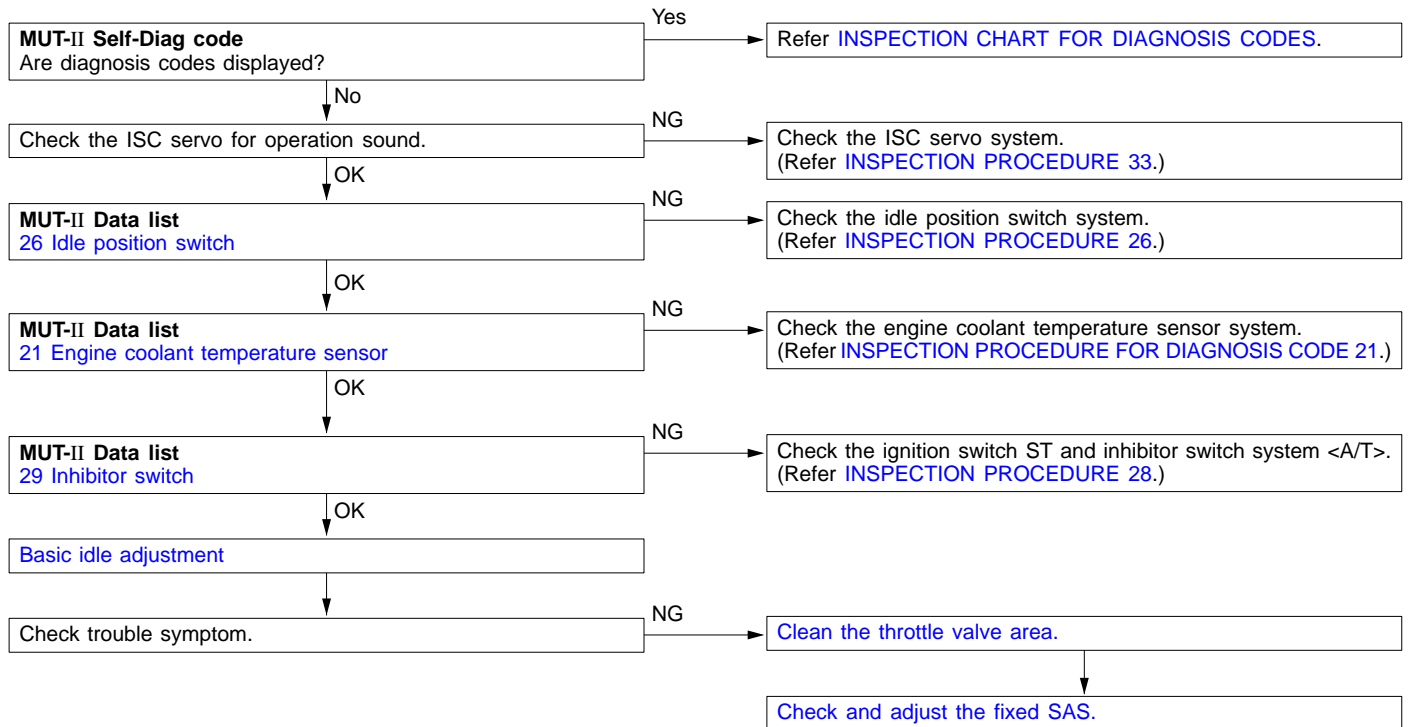 Yes
MUT-II Self-Diag code
Are diagnosis codes displayed?
Refer INSPECTION CHART FOR DIAGNOSIS CODES.
No
Check the ISC servo for operation sound.
NG
Check the ISC servo system.
(Refer INSPECTION PROCEDURE 33.)
OK
MUT-II Data list
26 Idle position switch
NG
Check the idle position switch system.
(Refer INSPECTION PROCEDURE 26.)
OK
MUT-II Data list
21 Engine coolant temperature sensor
NG
Check the engine coolant temperature sensor system.
(Refer INSPECTION PROCEDURE FOR DIAGNOSIS CODE 21.)
OK
MUT-II Data list
29 Inhibitor switch
NG
Check the ignition switch ST and inhibitor switch system <A/T>.
(Refer INSPECTION PROCEDURE 28.)
OK
Basic idle adjustment
Check trouble symptom.
NG
Clean the throttle valve area.
Check and adjust the fixed SAS.